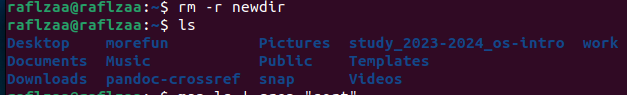 raflzaa@raflzaa:~$ rm -r newdir
raflzaa@raflzaa:~$ ls
Desktop morefun Pictures study_2023-2024_os-intro work
Documents Music Public Templates
Downloads pandoc-crossref snap Videos